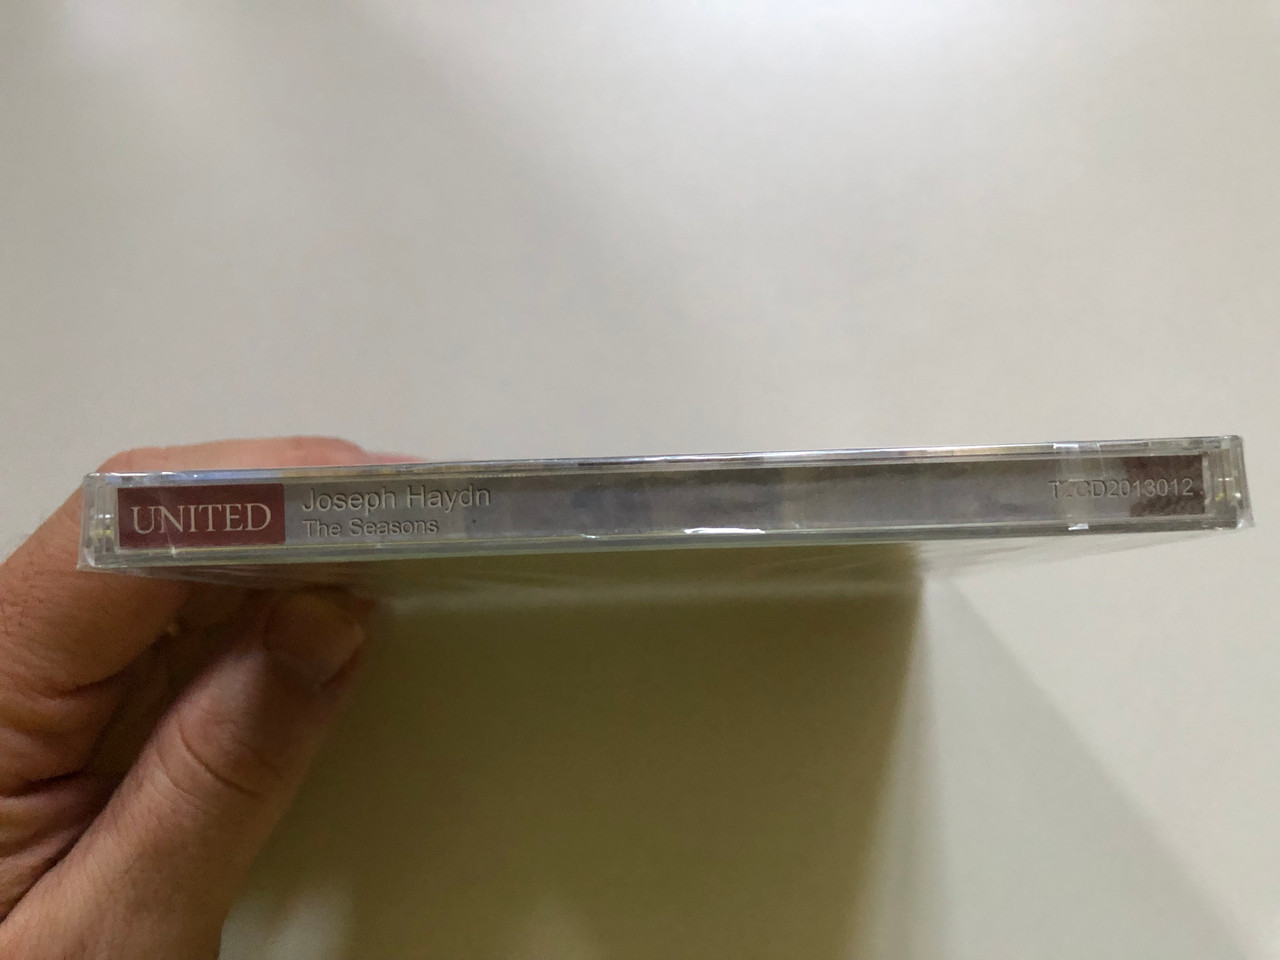 UNITED
Joseph Haydn
The Seasons